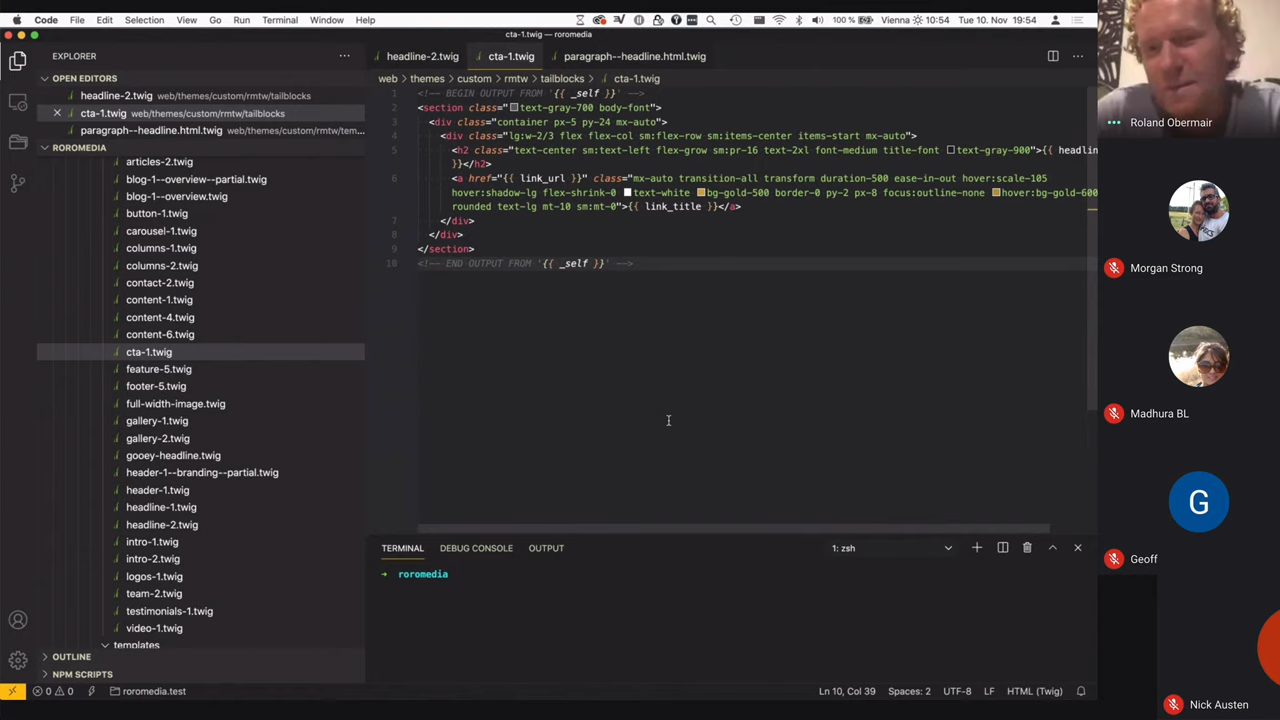 Code File Edit Selection View Go Run Terminal Window Help 100 % Vienna 10:54 Tue 10. Nov 19:54
cta-1.twig — roromedia
EXPLORER
OPEN EDITORS
headline-2.twig web/themes/custom/rmtw/tailblocks
cta-1.twig web/themes/custom/rmtw/tailblocks
paragraph--headline.html.twig web/themes/custom/rmtw/tem...
ROROMEDIA
articles-2.twig
blog-1--overview--partial.twig
blog-1--overview.twig
button-1.twig
carousel-1.twig
columns-1.twig
columns-2.twig
contact-2.twig
content-1.twig
content-4.twig
content-6.twig
cta-1.twig
feature-5.twig
footer-5.twig
full-width-image.twig
gallery-1.twig
gallery-2.twig
gooey-headline.twig
header-1--branding--partial.twig
header-1.twig
headline-1.twig
headline-2.twig
intro-1.twig
intro-2.twig
logos-1.twig
team-2.twig
testimonials-1.twig
video-1.twig
templates
OUTLINE
NPM SCRIPTS
headline-2.twig cta-1.twig paragraph--headline.html.twig
web > themes > custom > rmtw > tailblocks > cta-1.twig
1 <!-- BEGIN OUTPUT FROM '{{ _self }}' -->
2 <section class="text-gray-700 body-font">
3 <div class="container px-5 py-24 mx-auto">
4 <div class="lg:w-2/3 flex flex-col sm:flex-row sm:items-center items-start mx-auto">
5 <h2 class="text-center sm:text-left flex-grow sm:pr-16 text-2xl font-medium title-font text-gray-900">{{ headlin
}}</h2>
6 <a href="{{ link_url }}" class="mx-auto transition-all transform duration-500 ease-in-out hover:scale-105
hover:shadow-lg flex-shrink-0 text-white bg-gold-500 border-0 py-2 px-8 focus:outline-none hover:bg-gold-600
rounded text-lg mt-10 sm:mt-0">{{ link_title }}</a>
7 </div>
8 </div>
9 </section>
10 <!-- END OUTPUT FROM '{{ _self }}' -->
TERMINAL DEBUG CONSOLE OUTPUT 1: zsh
→ roromedia
0 0 roromedia.test Ln 10, Col 39 Spaces: 2 UTF-8 LF HTML (Twig)
Roland Obermair
Morgan Strong
Madhura BL
G
Geoff
Nick Austen